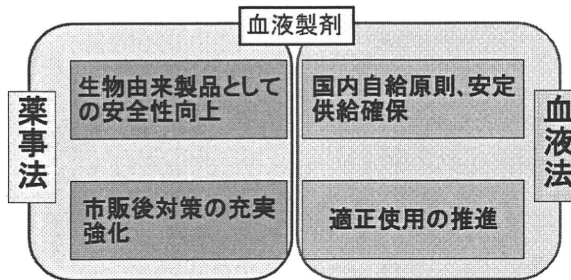 血液製剤
薬事法
生物由来製品として
の安全性向上
市販後対策の充実
強化
国内自給原則、安定
供給確保
適正使用の推進
血液法